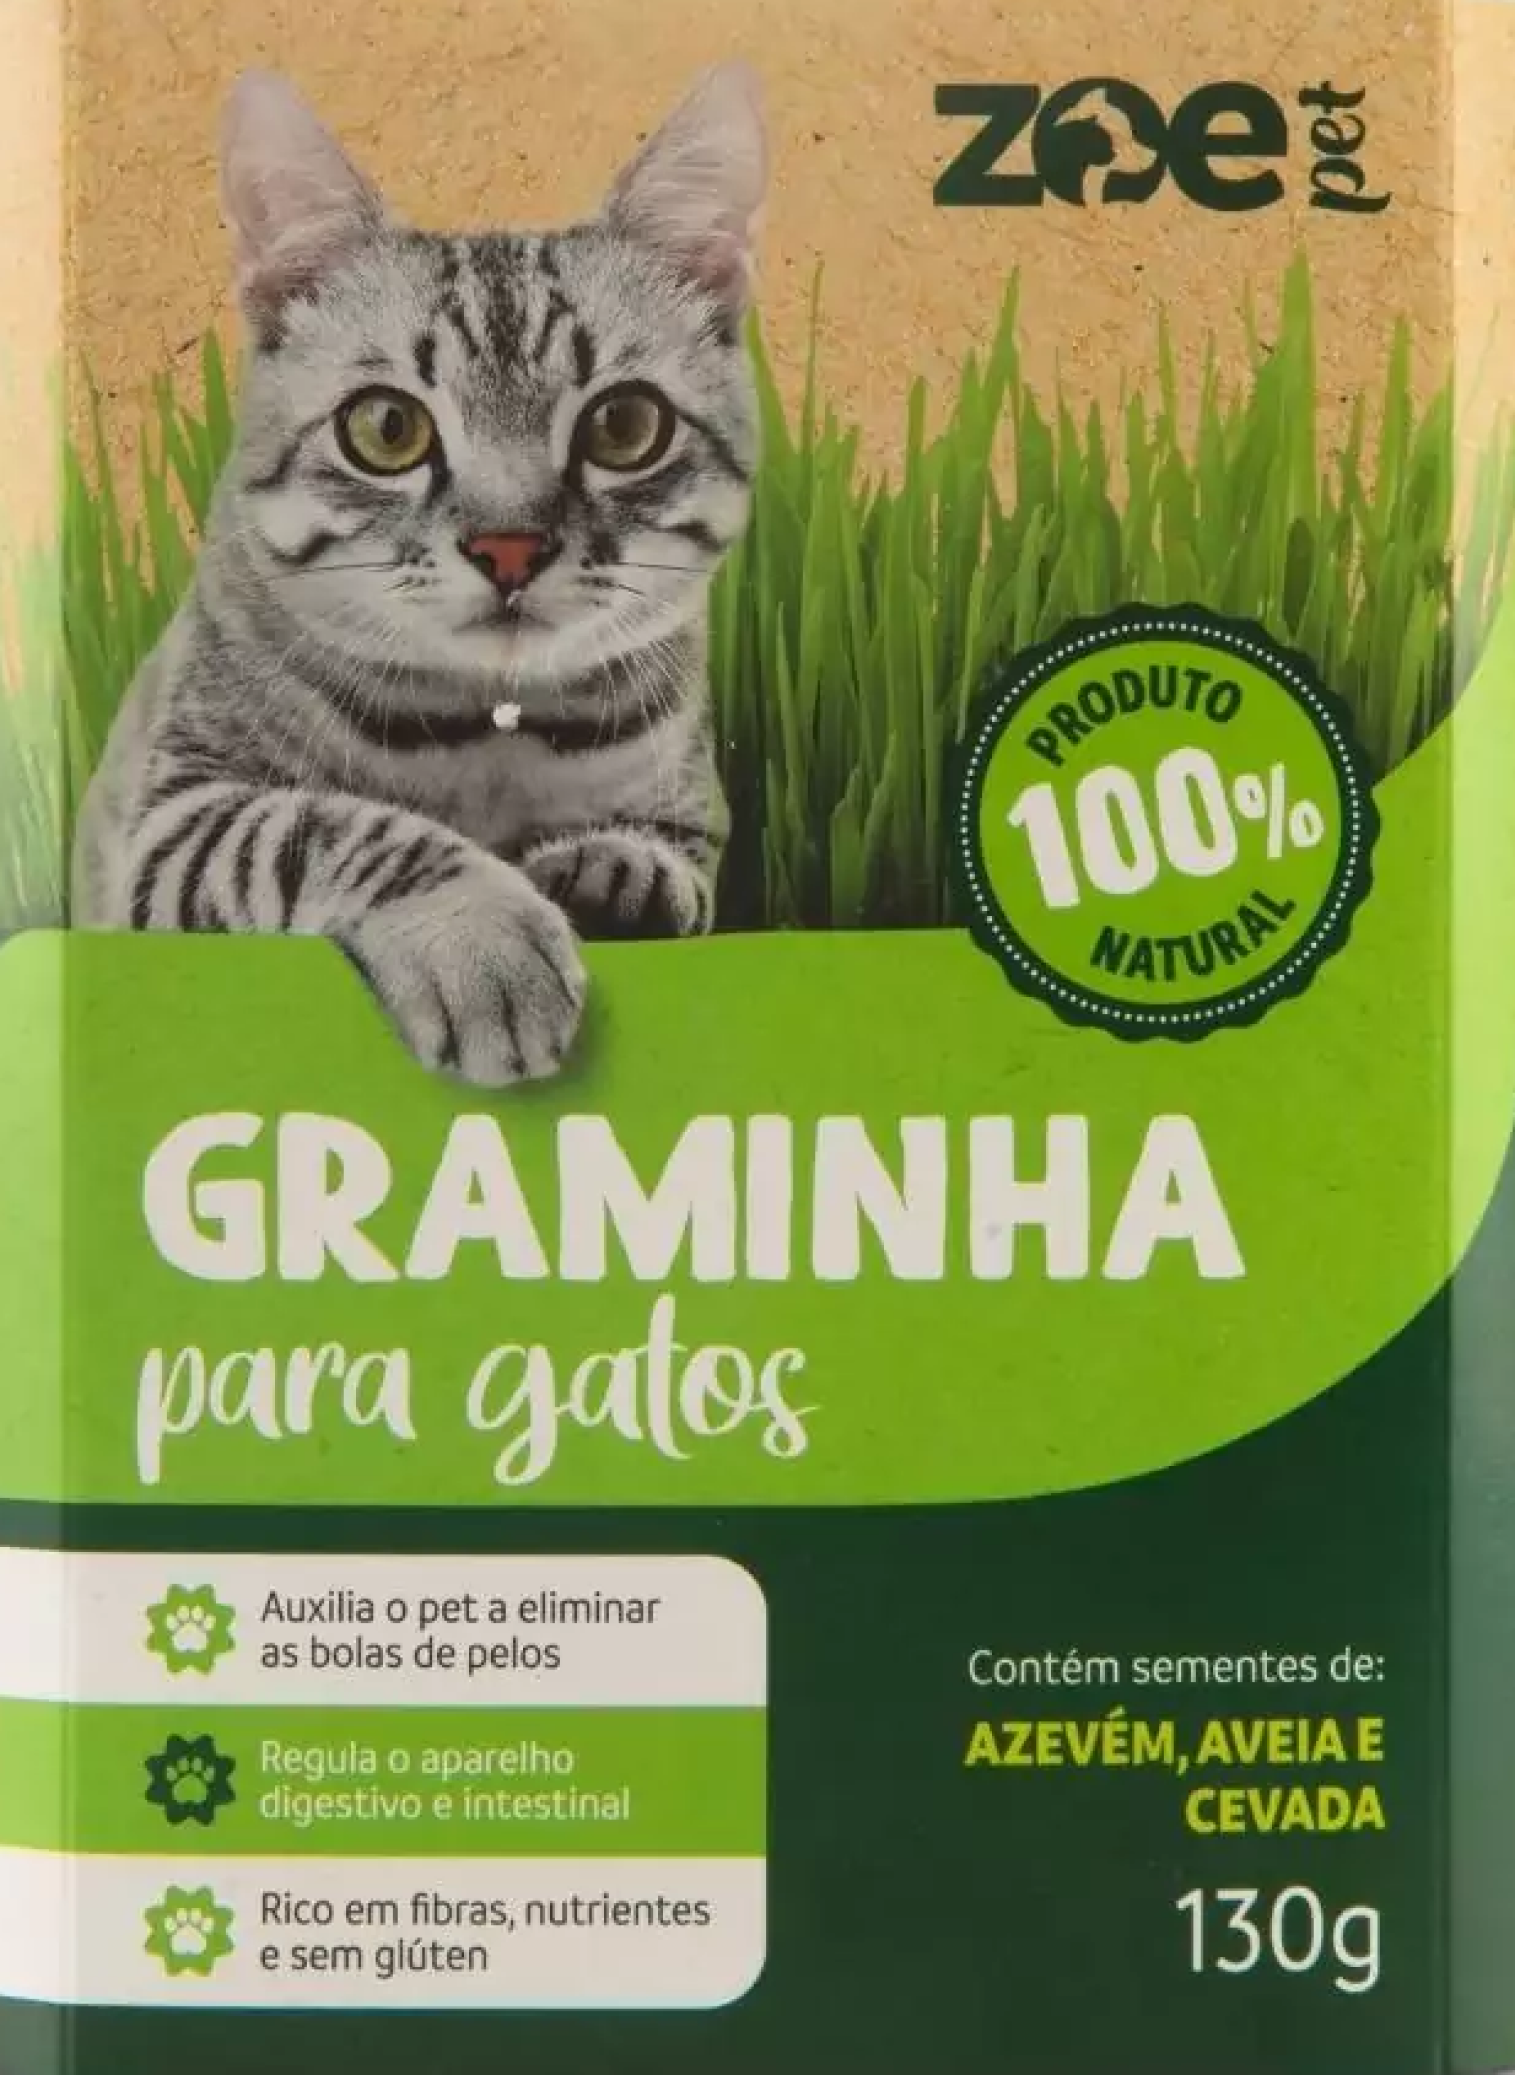 zoe pet
PRODUTO
100%
NATURAL
GRAMINHA
para gatos
Auxilia o pet a eliminar
as bolas de pelos
Regula o aparelho
digestivo e intestinal
Rico em fibras, nutrientes
e sem glúten
Contém sementes de:
AZEVÉM, AVEIA E
CEVADA
130g